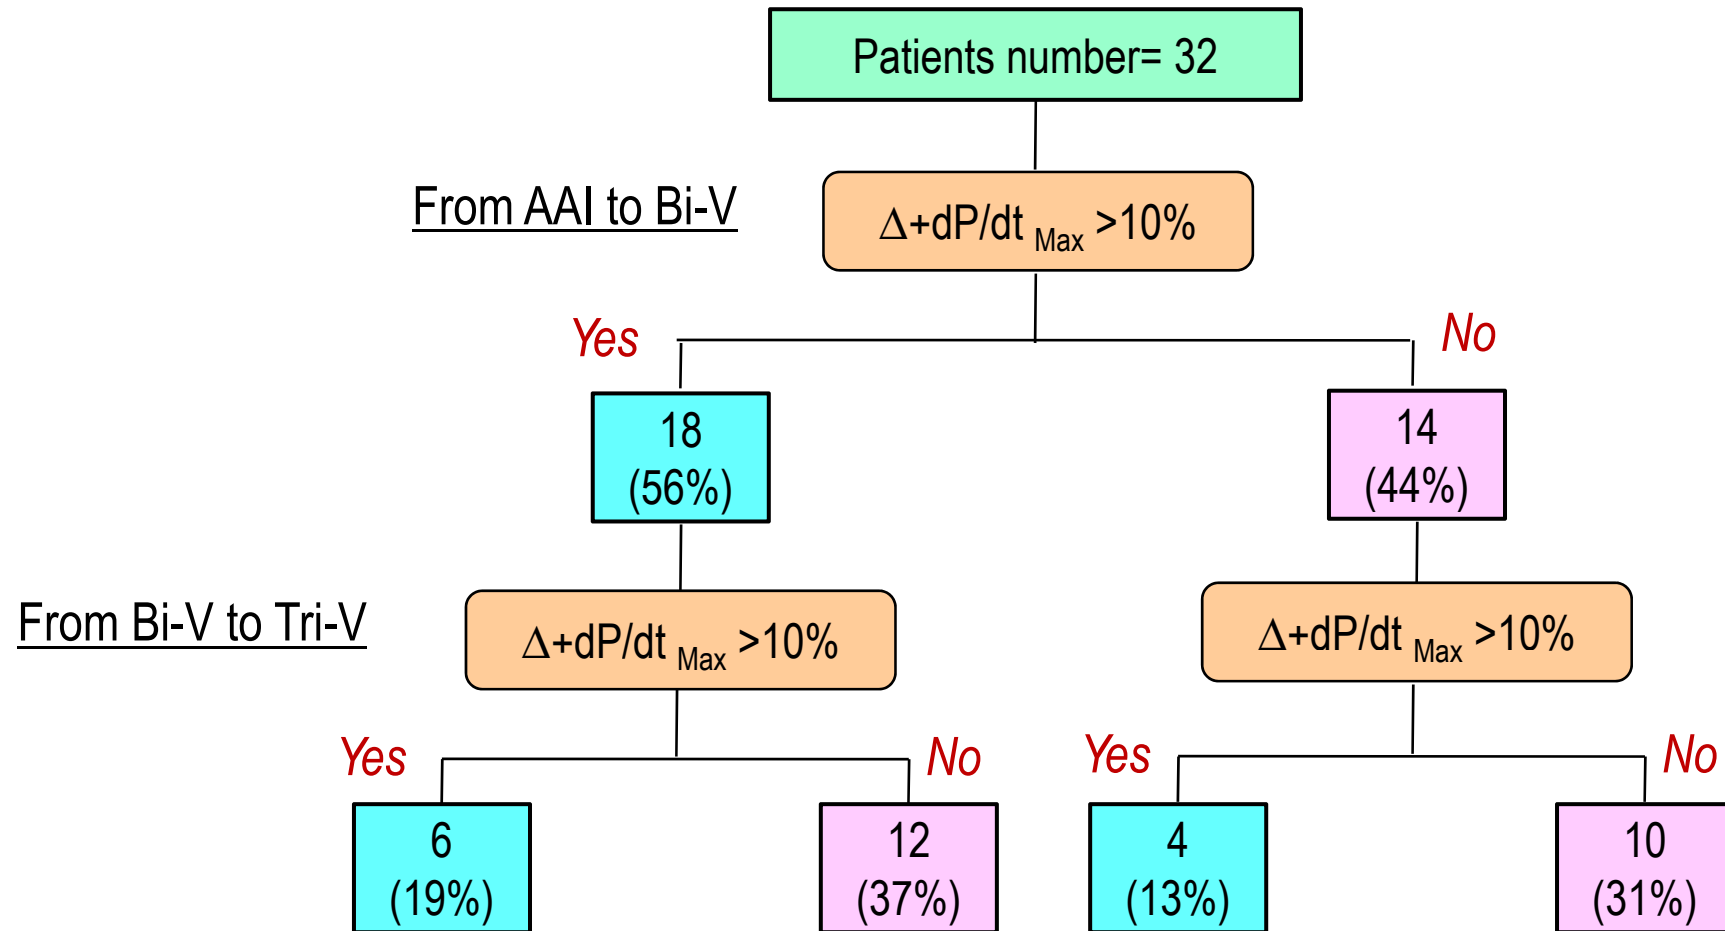 Patients number= 32
From AAI to Bi-V
Δ+dP/dt Max >10%
Yes
No
18
(56%)
14
(44%)
From Bi-V to Tri-V
Δ+dP/dt Max >10%
Δ+dP/dt Max >10%
Yes
No
Yes
No
6
(19%)
12
(37%)
4
(13%)
10
(31%)